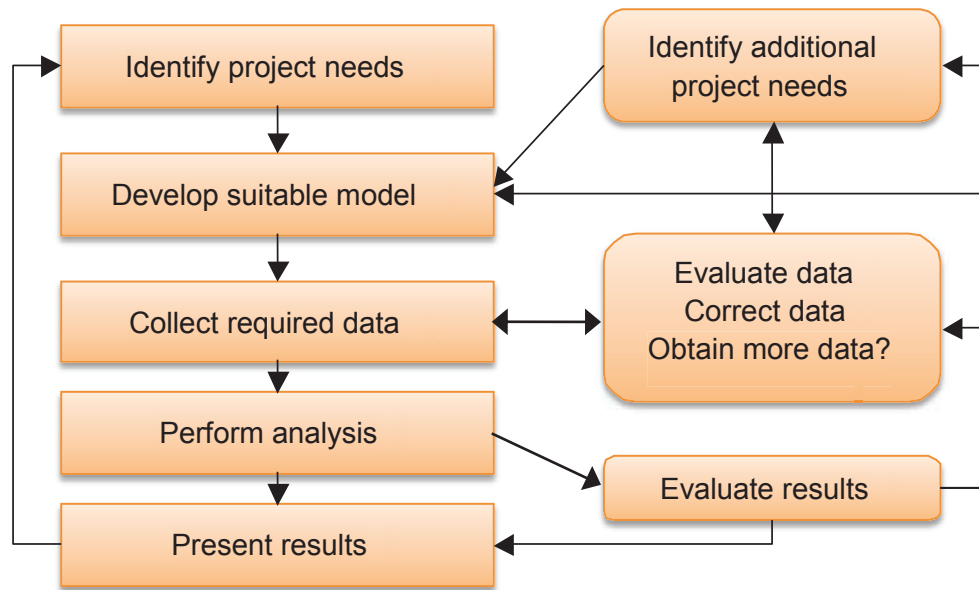 Identify project needs
Develop suitable model
Collect required data
Perform analysis
Present results
Identify additional
project needs
Evaluate data
Correct data
Obtain more data?
Evaluate results